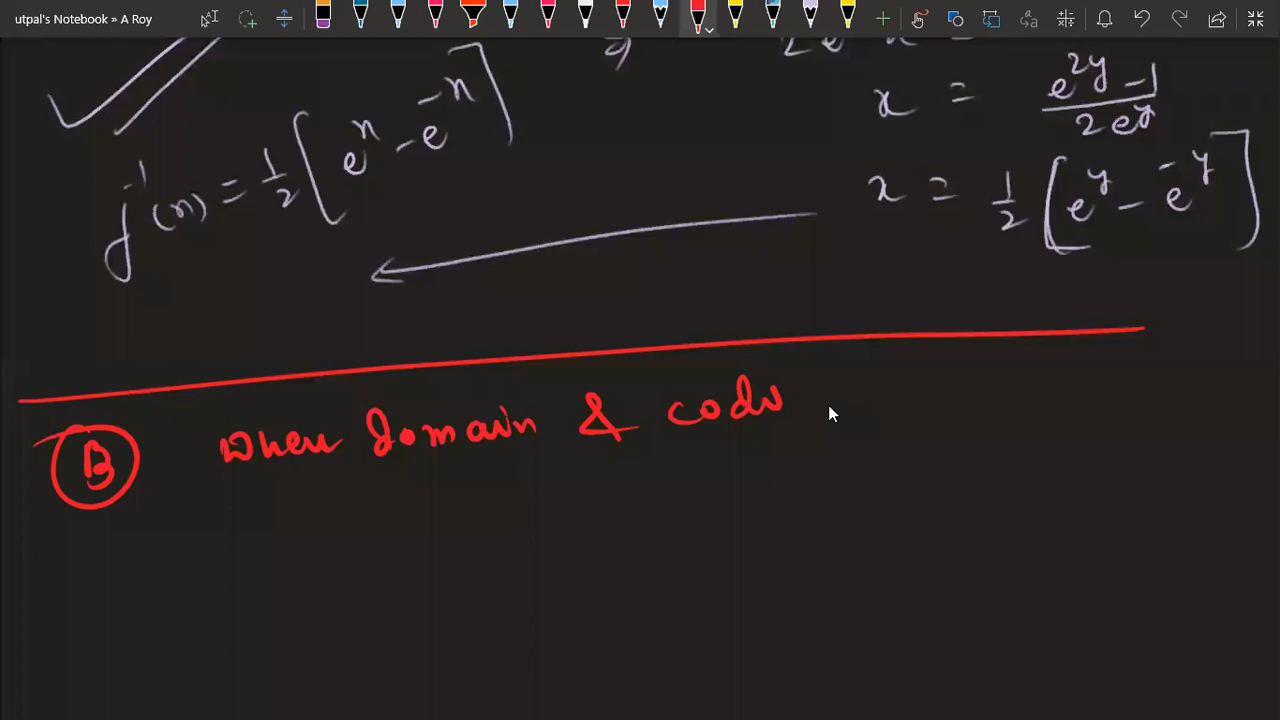 utpal's Notebook » A Roy
x = (e^{2y} - 1) / (2e^y)
f^{-1}(n) = 1/2 [e^n - e^{-n}]
x = 1/2 [e^y - e^{-y}]
B When domain & codo